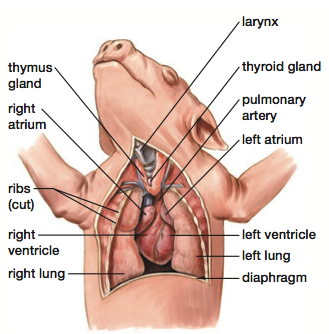 larynx
thymus
gland
thyroid gland
right
atrium
pulmonary
artery
left atrium
ribs
(cut)
right
ventricle
left ventricle
left lung
right lung
diaphragm